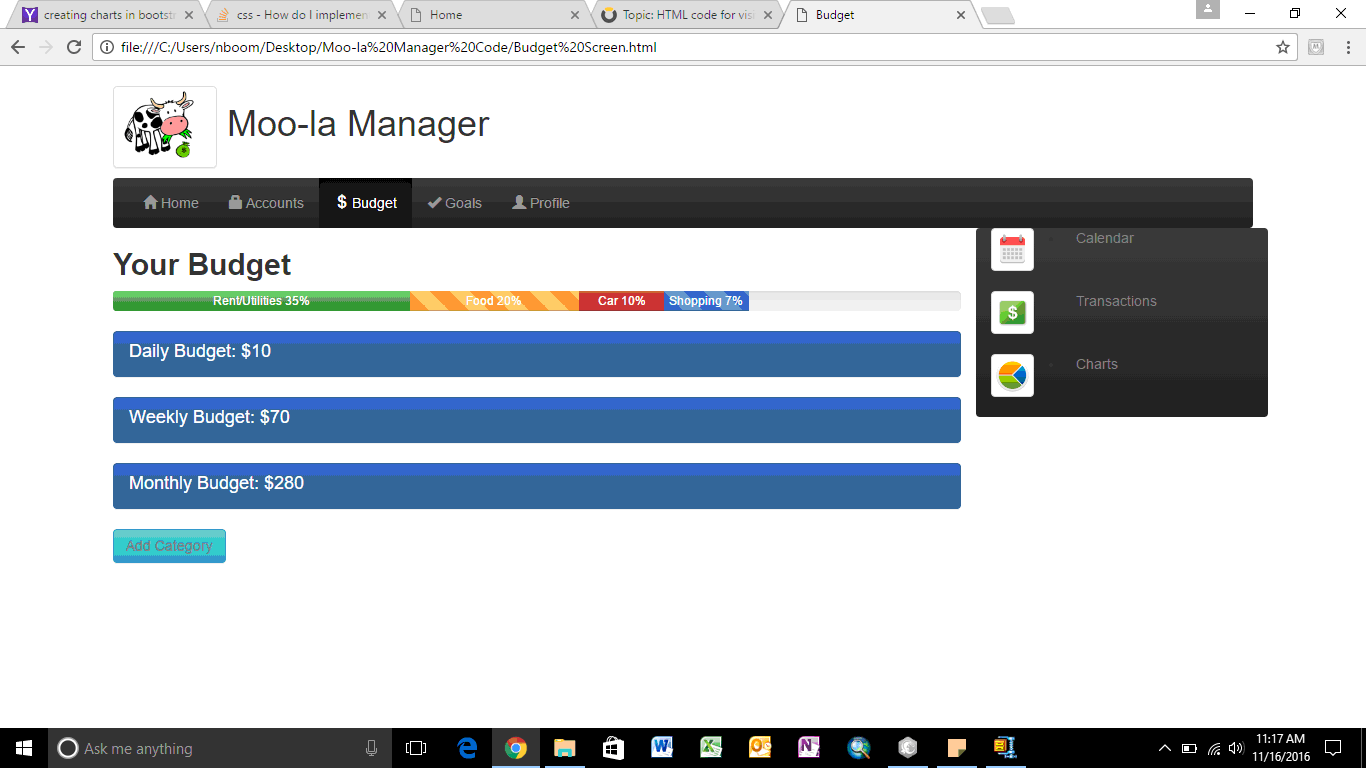 creating charts in bootstr
css - How do I implemen
Home
Topic: HTML code for vis
Budget
file:///C:/Users/nboom/Desktop/Moo-la%20Manager%20Code/Budget%20Screen.html
Moo-la Manager
Home Accounts $ Budget Goals Profile
Your Budget
Rent/Utilities 35% Food 20% Car 10% Shopping 7%
Daily Budget: $10
Weekly Budget: $70
Monthly Budget: $280
Add Category
Calendar
$ Transactions
Charts
Ask me anything
11:17 AM
11/16/2016